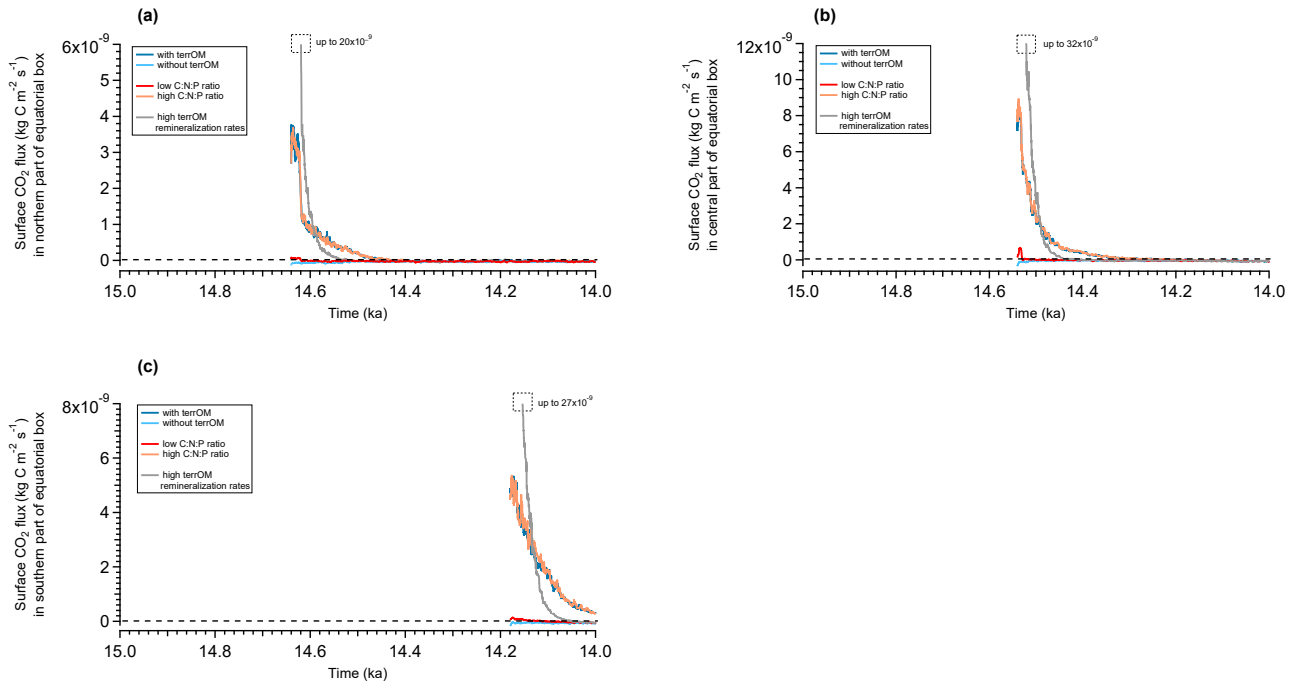 (a)
Surface CO2 flux (kg C m−2 s−1)
in northern part of equatorial box
6x10-9
5
4
3
2
1
0
with terrOM
without terrOM
low C:N:P ratio
high C:N:P ratio
high terrOM
remineralization rates
up to 20x10−9
15.0 14.8 14.6 14.4 14.2 14.0
Time (ka)
(b)
Surface CO2 flux (kg C m−2 s−1)
in central part of equatorial box
12x10-9
10
8
6
4
2
0
with terrOM
without terrOM
low C:N:P ratio
high C:N:P ratio
high terrOM
remineralization rates
up to 32x10−9
15.0 14.8 14.6 14.4 14.2 14.0
Time (ka)
(c)
Surface CO2 flux (kg C m−2 s−1)
in southern part of equatorial box
8x10-9
6
4
2
0
with terrOM
without terrOM
low C:N:P ratio
high C:N:P ratio
high terrOM
remineralization rates
up to 27x10−9
15.0 14.8 14.6 14.4 14.2 14.0
Time (ka)